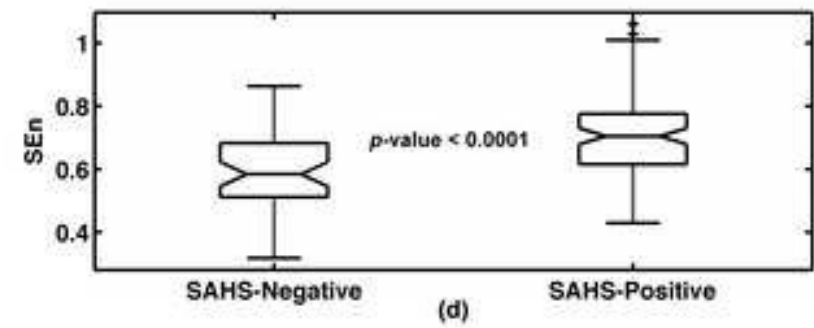 1
0.8
SEn
p-value < 0.0001
0.6
0.4
SAHS-Negative
SAHS-Positive
(d)